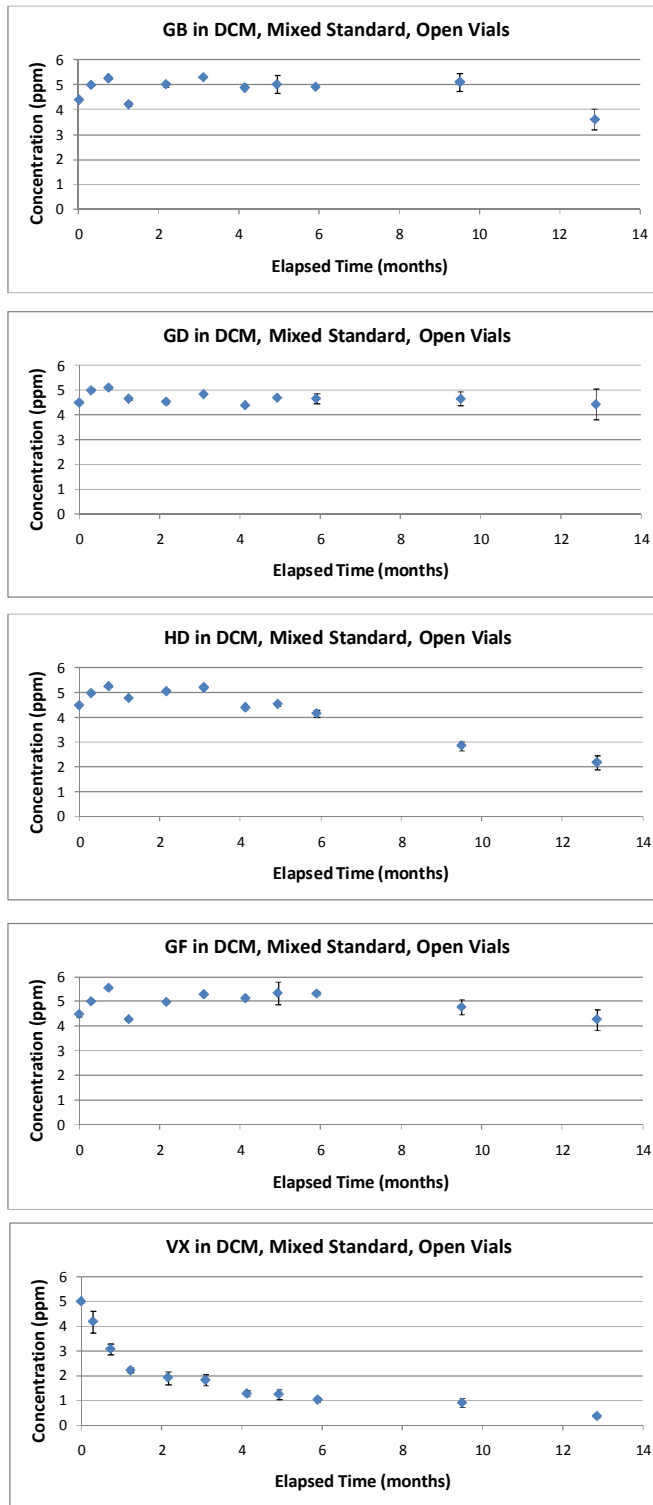 GB in DCM, Mixed Standard, Open Vials
6
5
4
3
2
1
0
Concentration (ppm)
0 2 4 6 8 10 12 14
Elapsed Time (months)
GD in DCM, Mixed Standard, Open Vials
6
5
4
3
2
1
0
Concentration (ppm)
0 2 4 6 8 10 12 14
Elapsed Time (months)
HD in DCM, Mixed Standard, Open Vials
6
5
4
3
2
1
0
Concentration (ppm)
0 2 4 6 8 10 12 14
Elapsed Time (months)
GF in DCM, Mixed Standard, Open Vials
6
5
4
3
2
1
0
Concentration (ppm)
0 2 4 6 8 10 12 14
Elapsed Time (months)
VX in DCM, Mixed Standard, Open Vials
6
5
4
3
2
1
0
Concentration (ppm)
0 2 4 6 8 10 12 14
Elapsed Time (months)